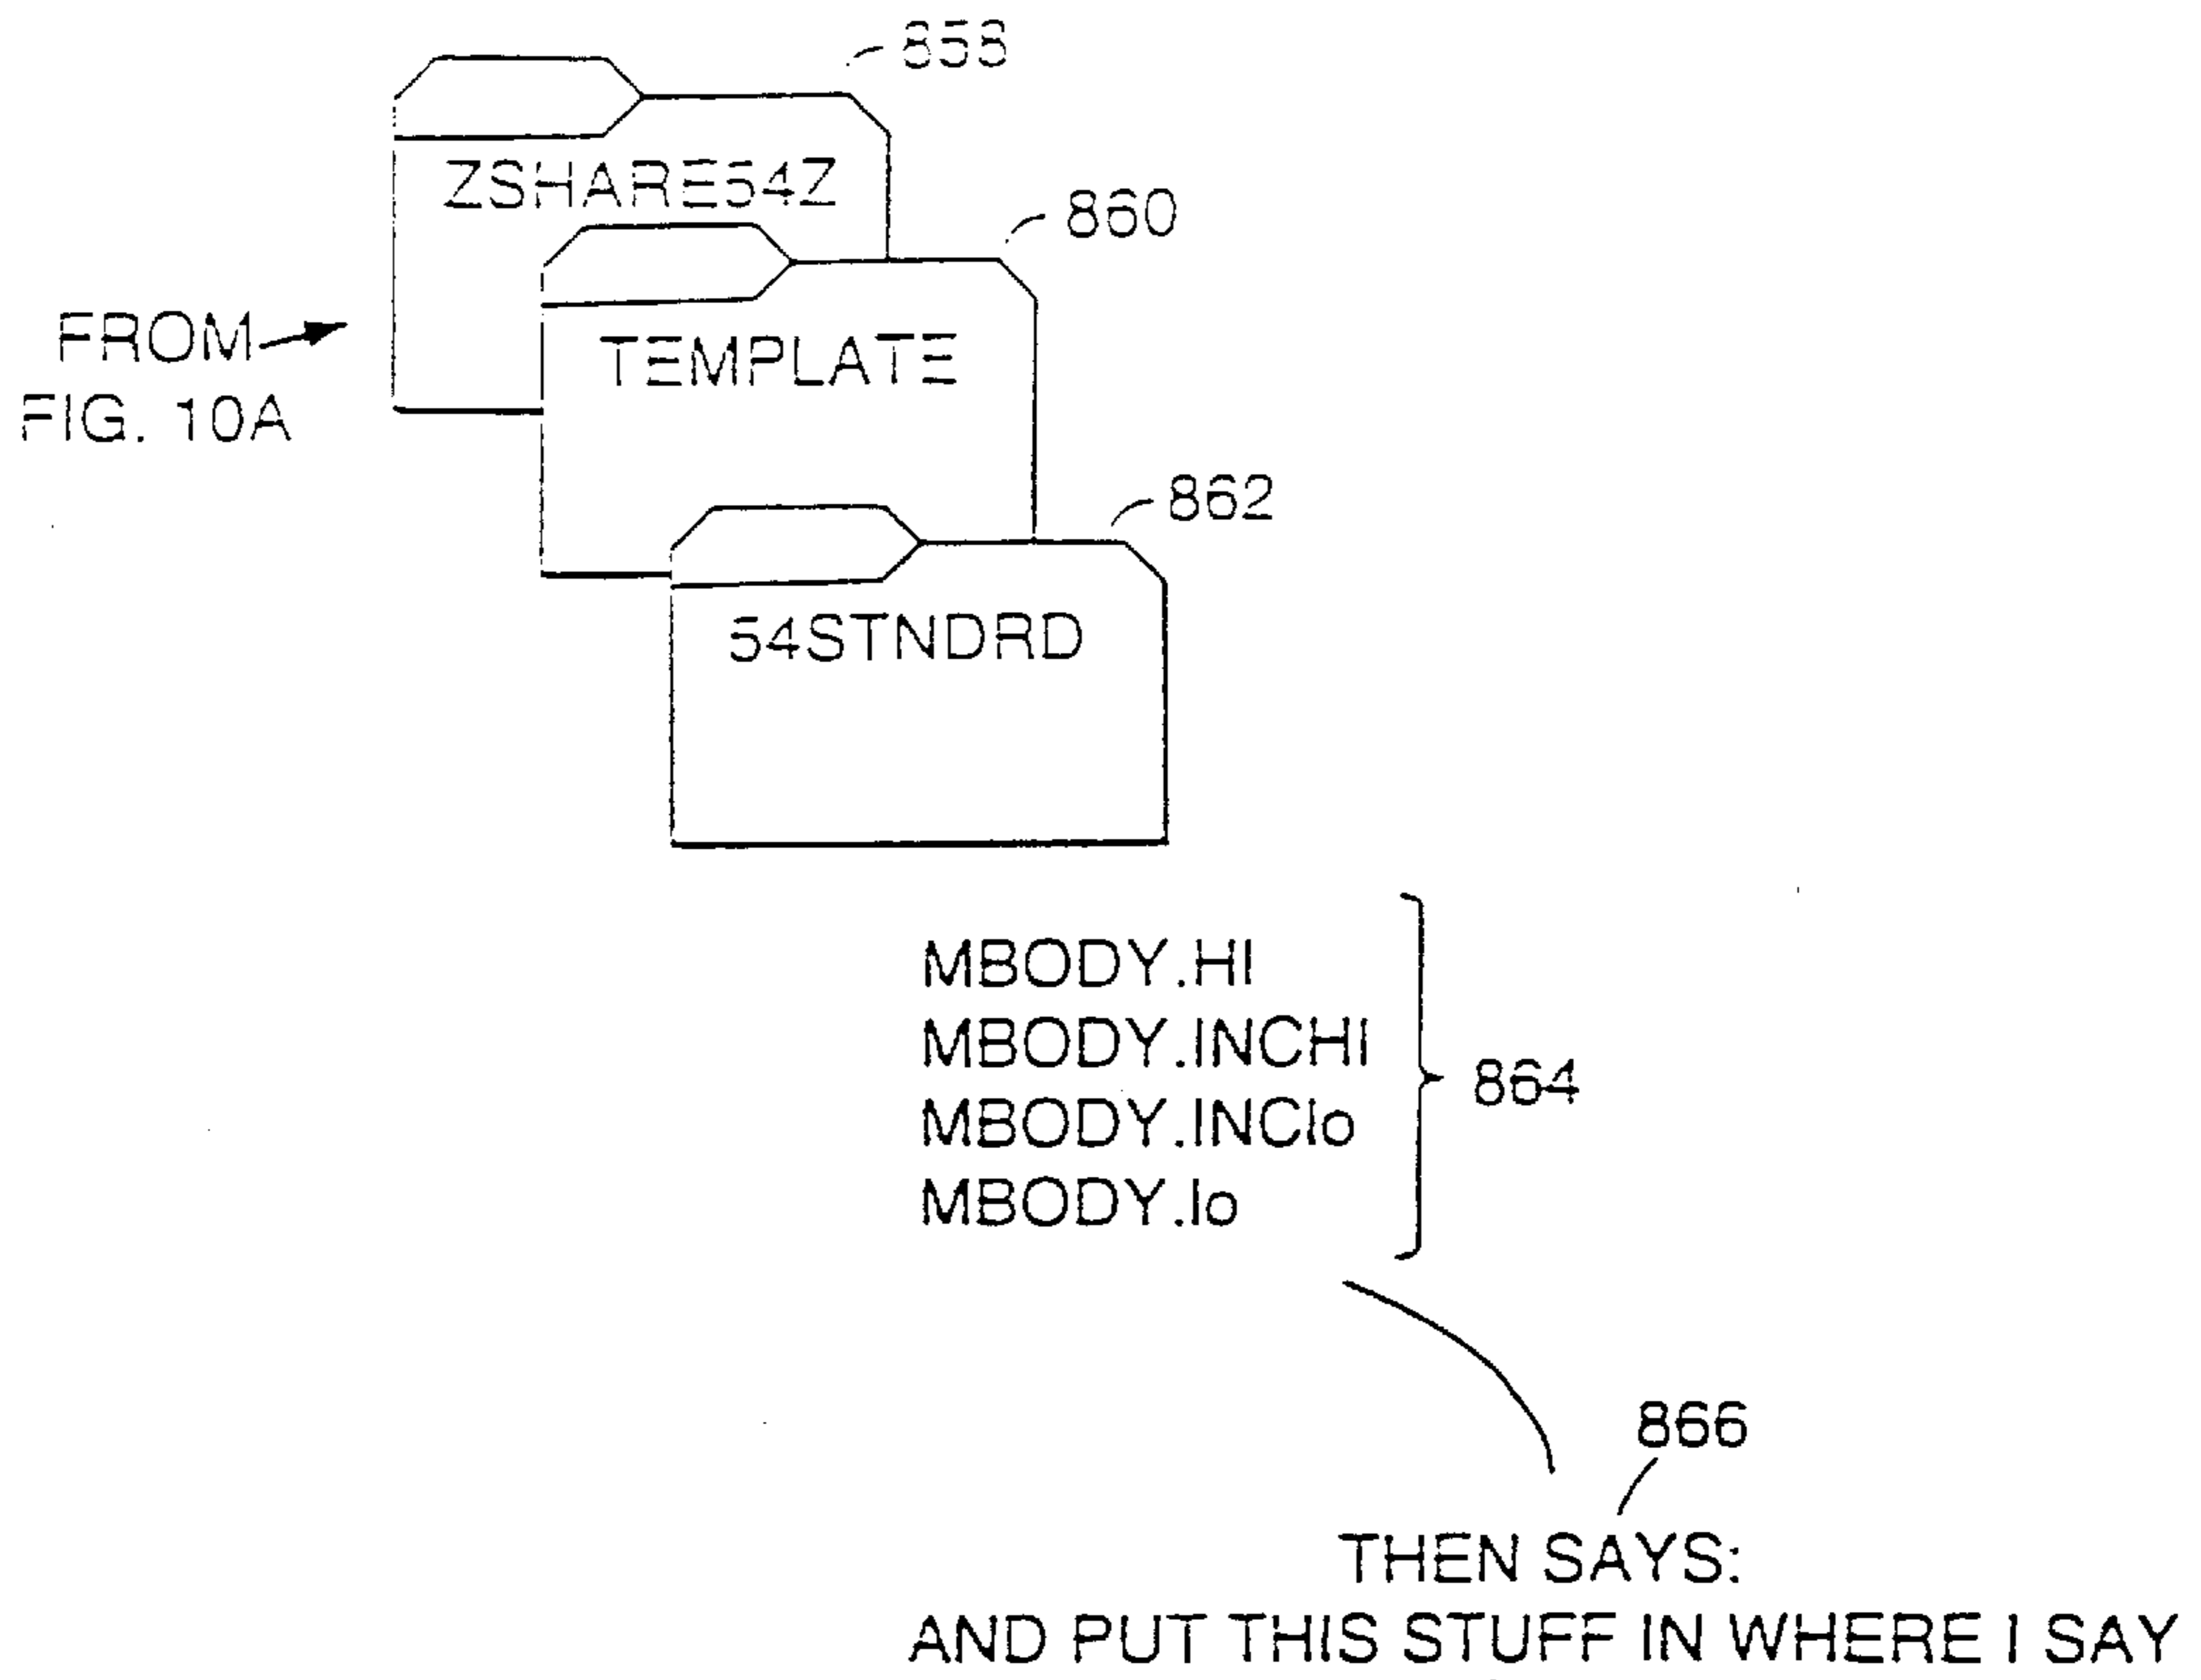 858
ZSHARE54Z
860
FROM
TEMPLATE
FIG. 10A
862
54STNDRD
MBODY.HI
MBODY.INCHI
864
MBODY.INClo
MBODY.lo
866
THEN SAYS:
AND PUT THIS STUFF IN WHERE I SAY